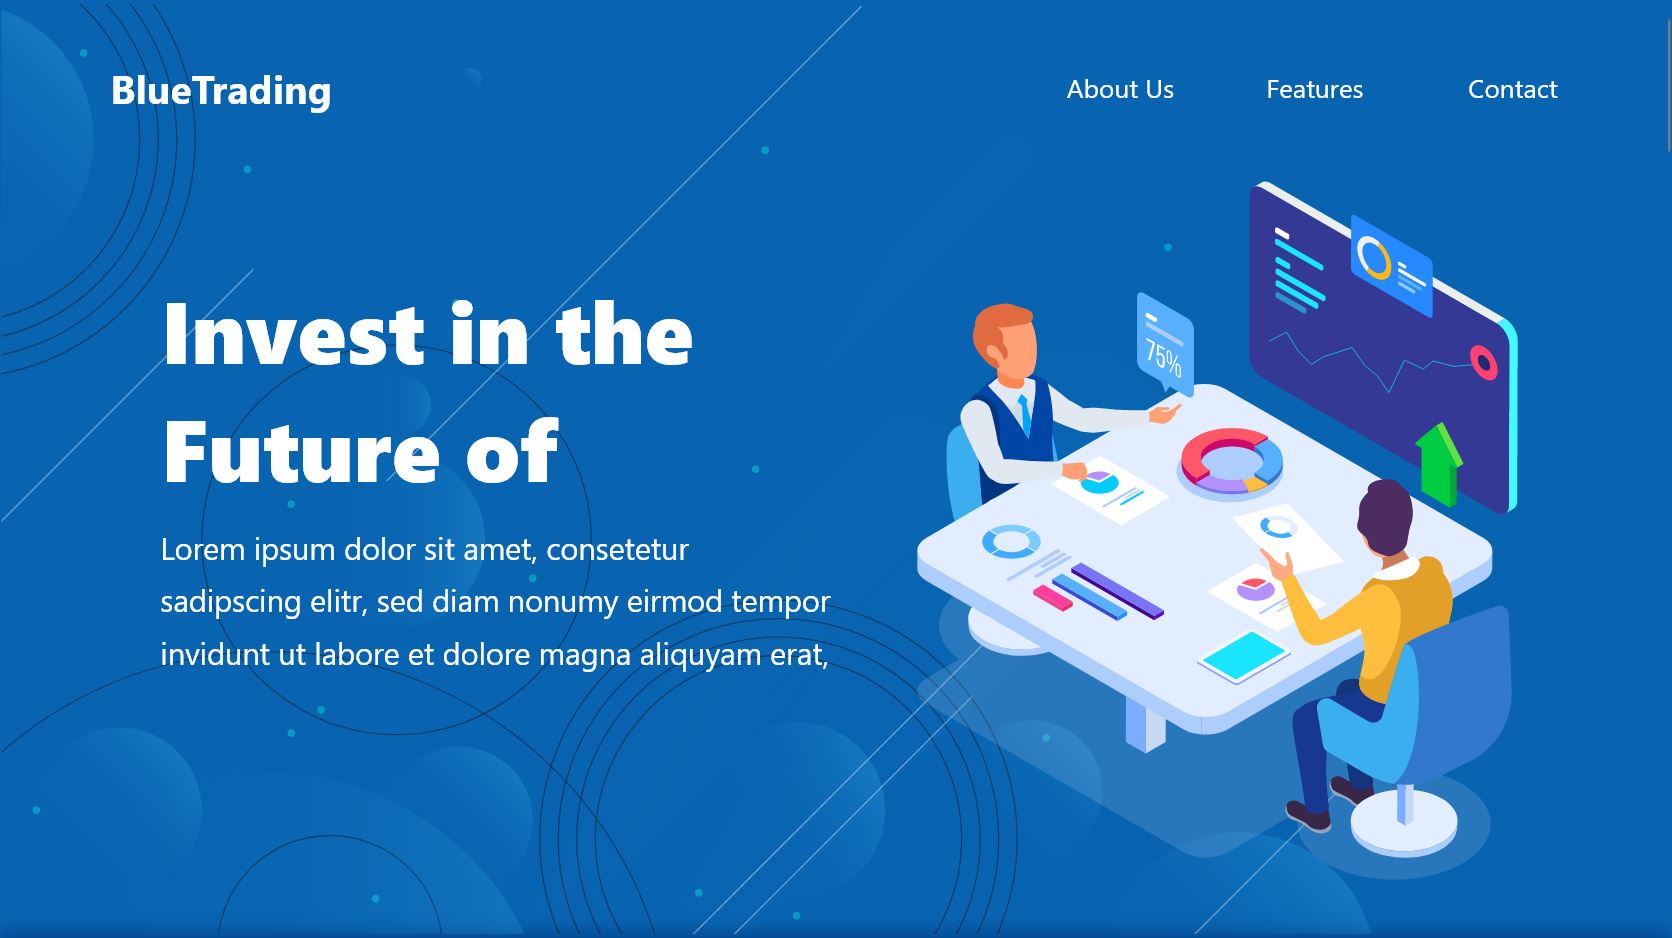 BlueTrading
About Us
Features
Contact
Invest in the
Future of
Lorem ipsum dolor sit amet, consetetur
sadipscing elitr, sed diam nonumy eirmod tempor
invidunt ut labore et dolore magna aliquyam erat,
75%